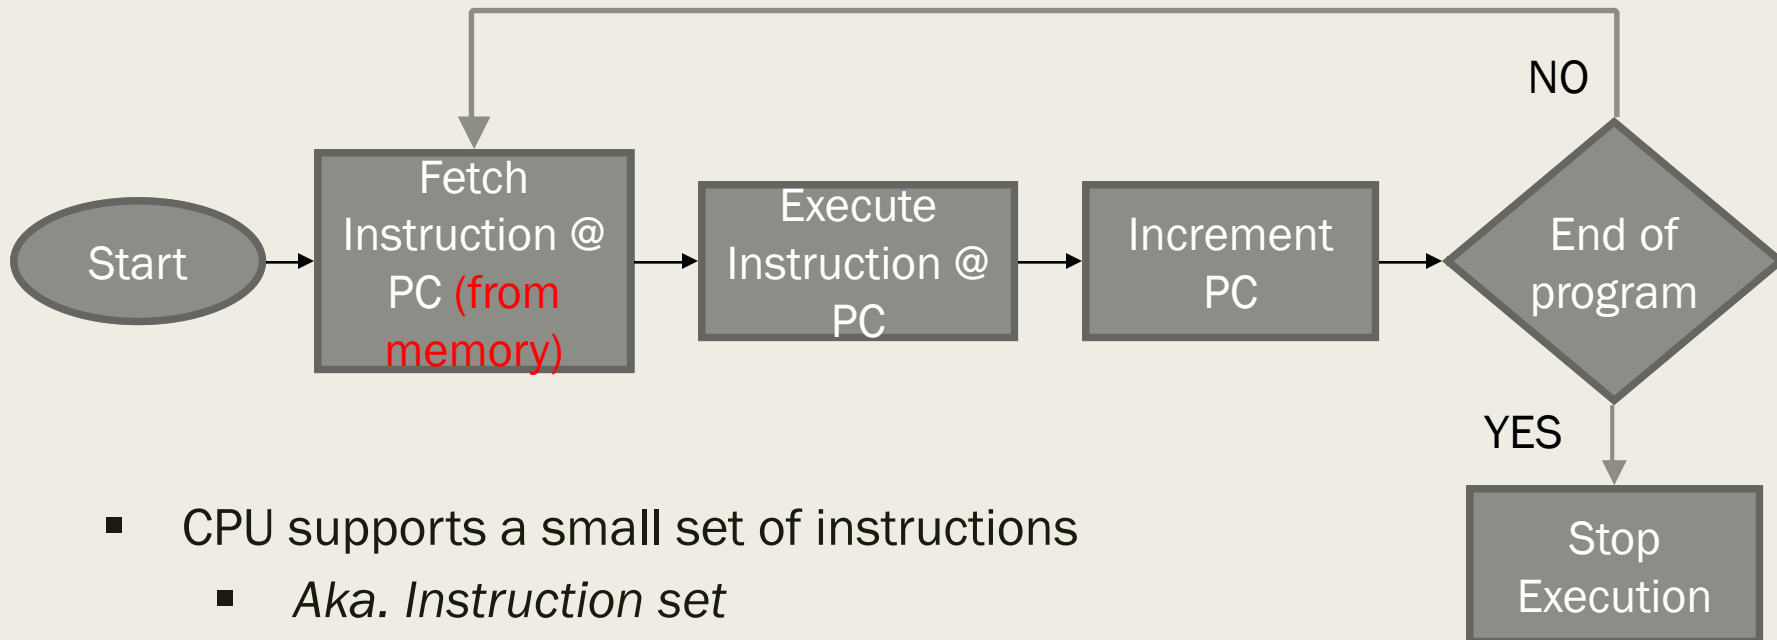 NO
Start
Fetch
Instruction @
PC (from
memory)
Execute
Instruction @
PC
Increment
PC
End of
program
YES
Stop
Execution
▪ CPU supports a small set of instructions
▪ Aka. Instruction set